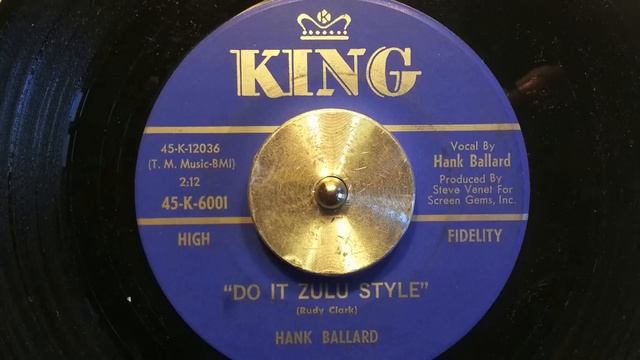 K
KING
45-K-12036
(T. M. Music-BMI)
2:12
45-K-6001
Vocal By
Hank Ballard
Produced By
Steve Venet For
Screen Gems, Inc.
HIGH
FIDELITY
"DO IT ZULU STYLE"
(Rudy Clark)
HANK BALLARD